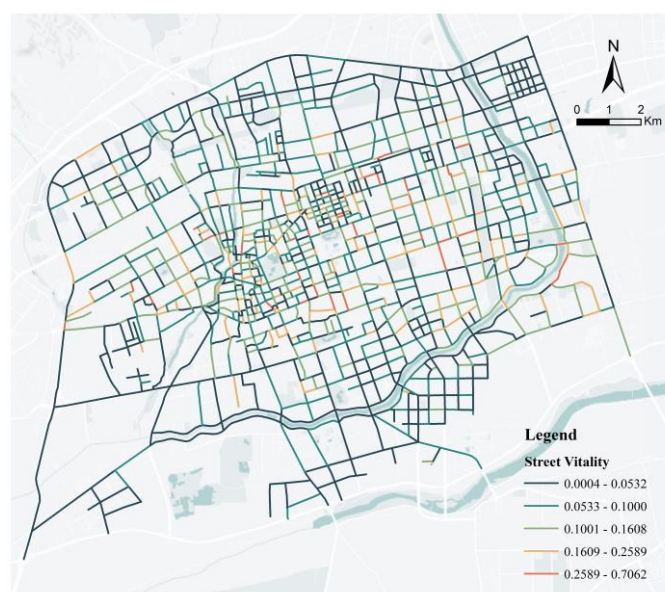 N
0 1 2
Km
Legend
Street Vitality
0.0004 - 0.0532
0.0533 - 0.1000
0.1001 - 0.1608
0.1609 - 0.2589
0.2589 - 0.7062